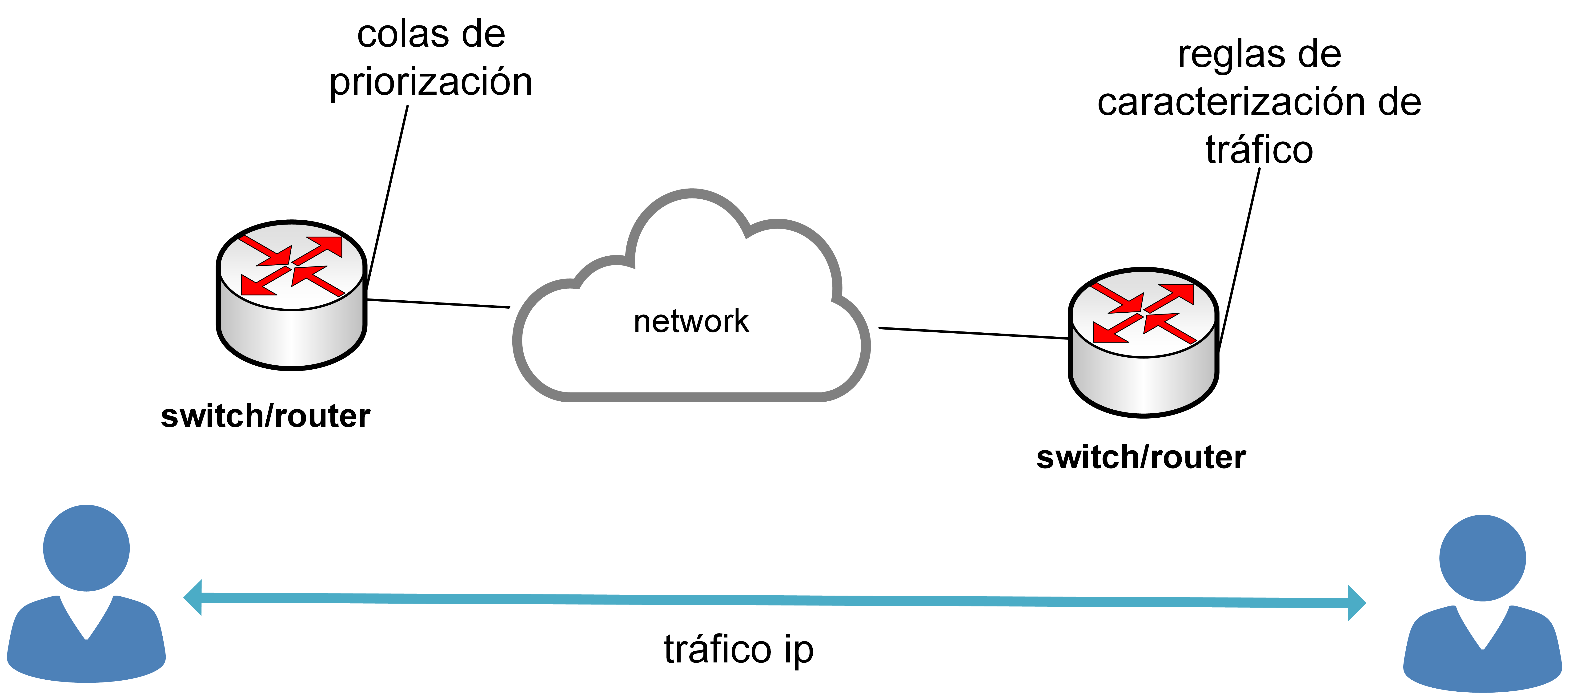 colas de
priorización
reglas de
caracterización de
tráfico
network
switch/router
switch/router
tráfico ip